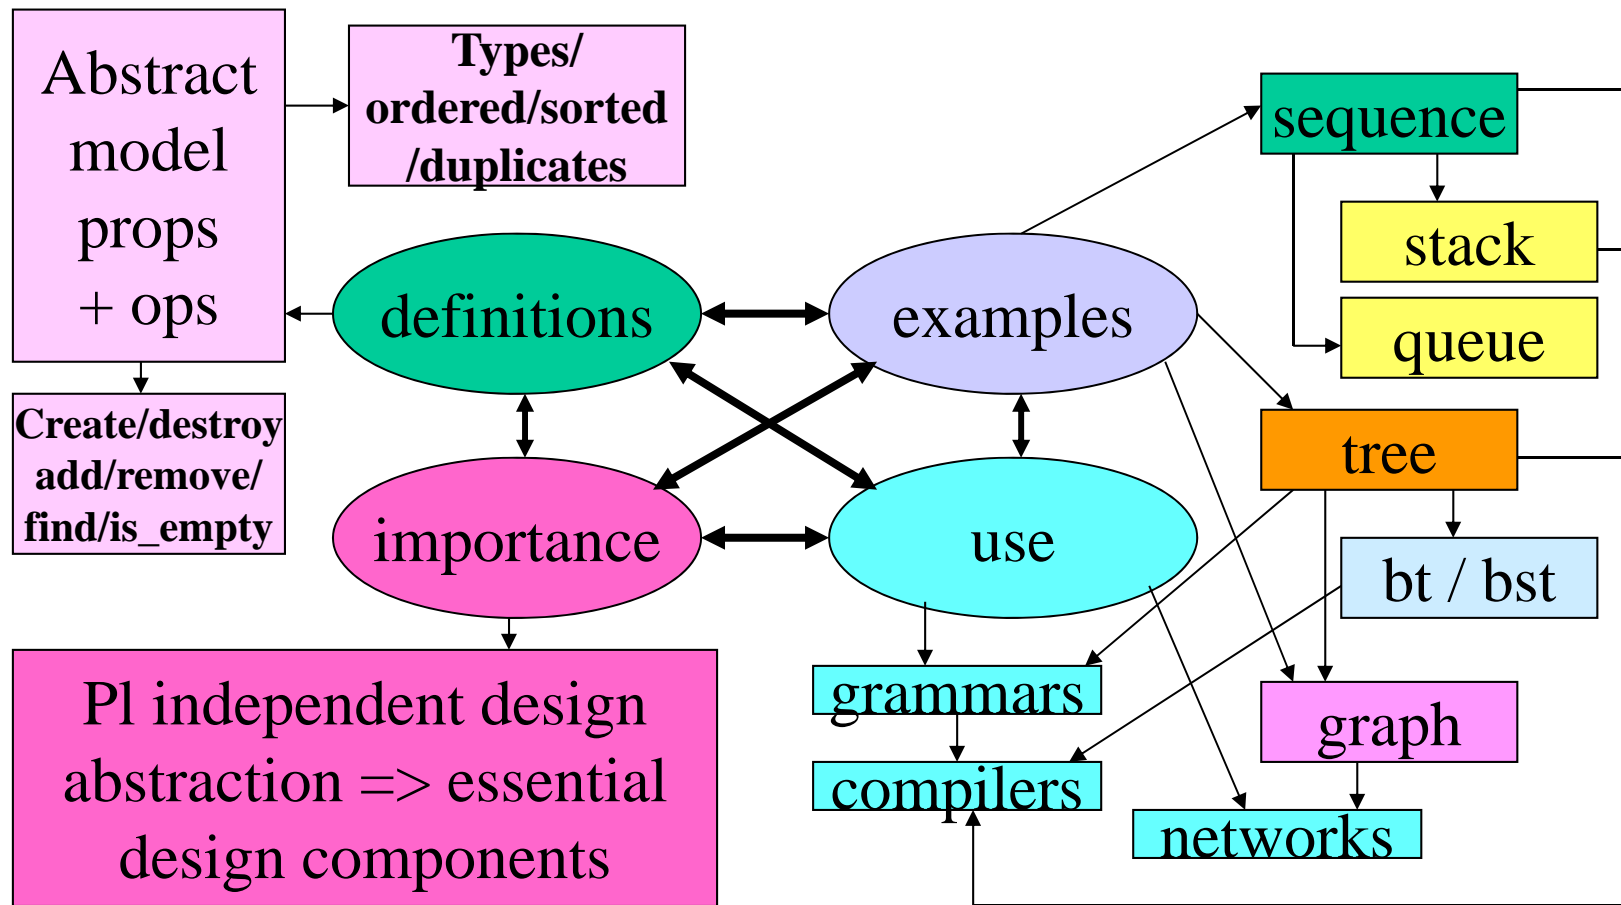 Abstract
model
props
+ ops
Types/
ordered/sorted
/duplicates
sequence
stack
queue
definitions
examples
tree
Create/destroy
add/remove/
find/is_empty
importance
use
bt / bst
Pl independent design
abstraction => essential
design components
grammars
compilers
graph
networks